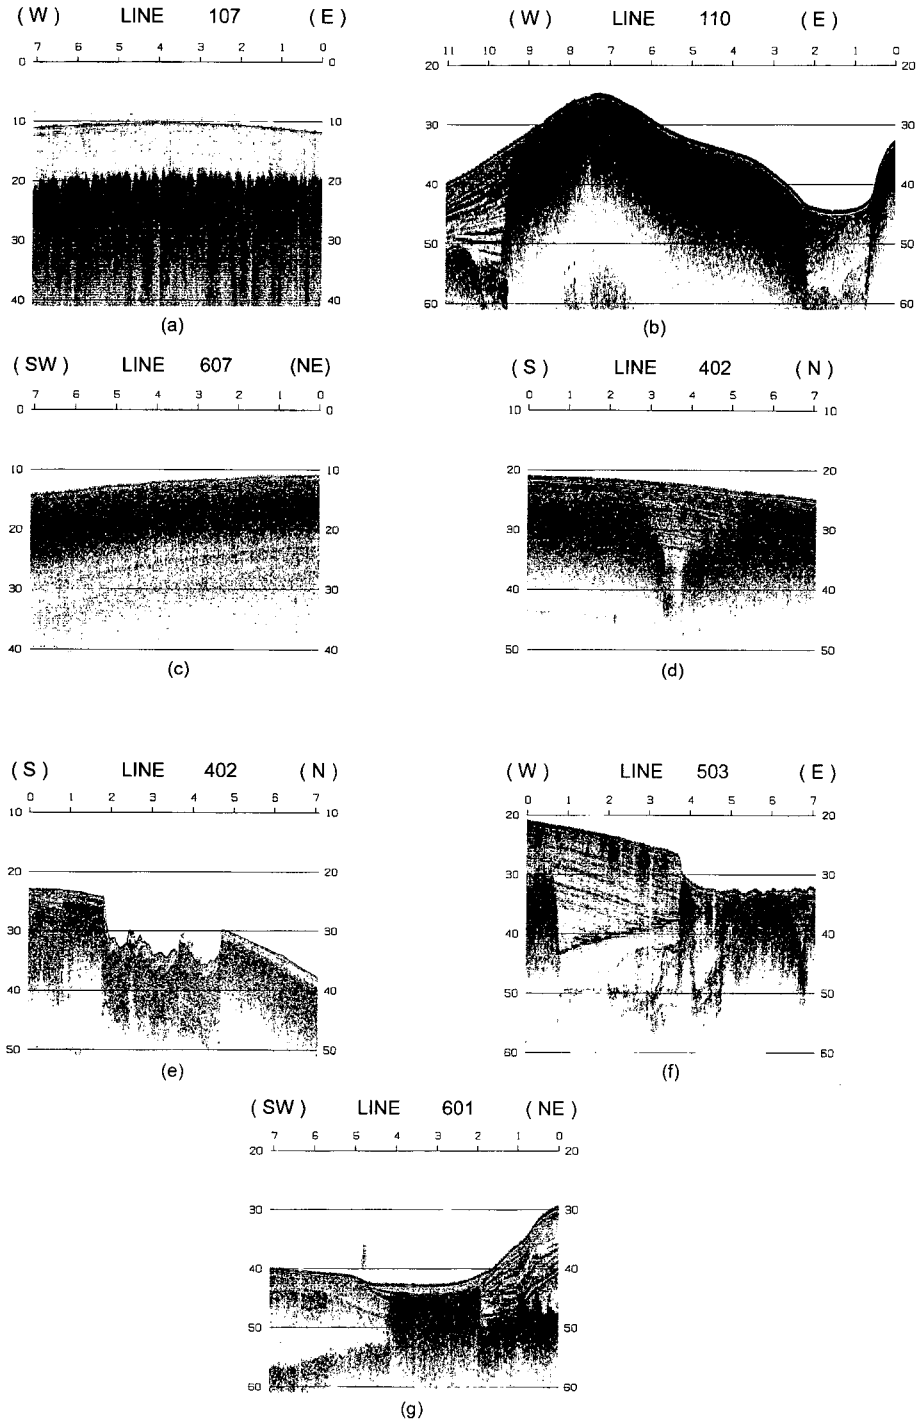 ( W ) LINE 107 ( E )
7 6 5 4 3 2 1 0
0 0
10 10
20 20
30 30
40 40
(a)
( W ) LINE 110 ( E )
11 10 9 8 7 6 5 4 3 2 1 0
20 20
30 30
40 40
50 50
60 60
(b)
( SW ) LINE 607 (NE)
7 6 5 4 3 2 1 0
0 0
10 10
20 20
30 30
40 40
(c)
( S ) LINE 402 ( N )
0 1 2 3 4 5 6 7
10 10
20 20
30 30
40 40
50 50
(d)
( S ) LINE 402 ( N )
0 1 2 3 4 5 6 7
10 10
20 20
30 30
40 40
50 50
(e)
( W ) LINE 503 ( E )
0 1 2 3 4 5 6 7
20 20
30 30
40 40
50 50
60 60
(f)
( SW ) LINE 601 ( NE )
7 6 5 4 3 2 1 0
20 20
30 30
40 40
50 50
60 60
(g)